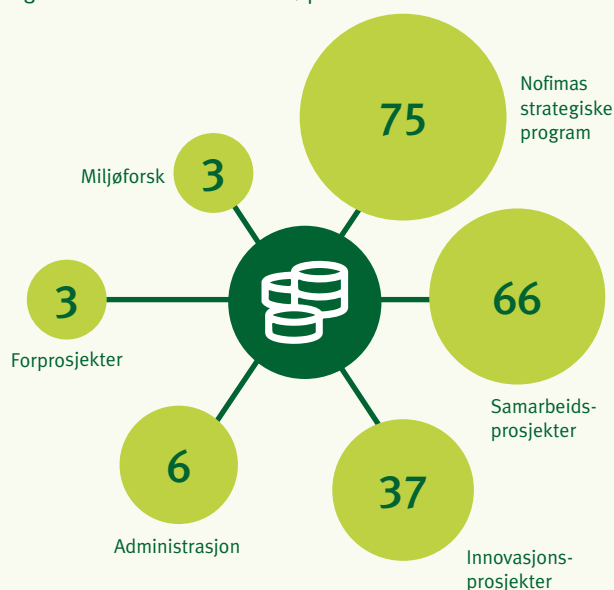 75
Nofimas
strategiske
program
3
Miljøforsk
3
Forprosjekter
66
Samarbeids-
prosjekter
6
Administrasjon
37
Innovasjons-
prosjekter